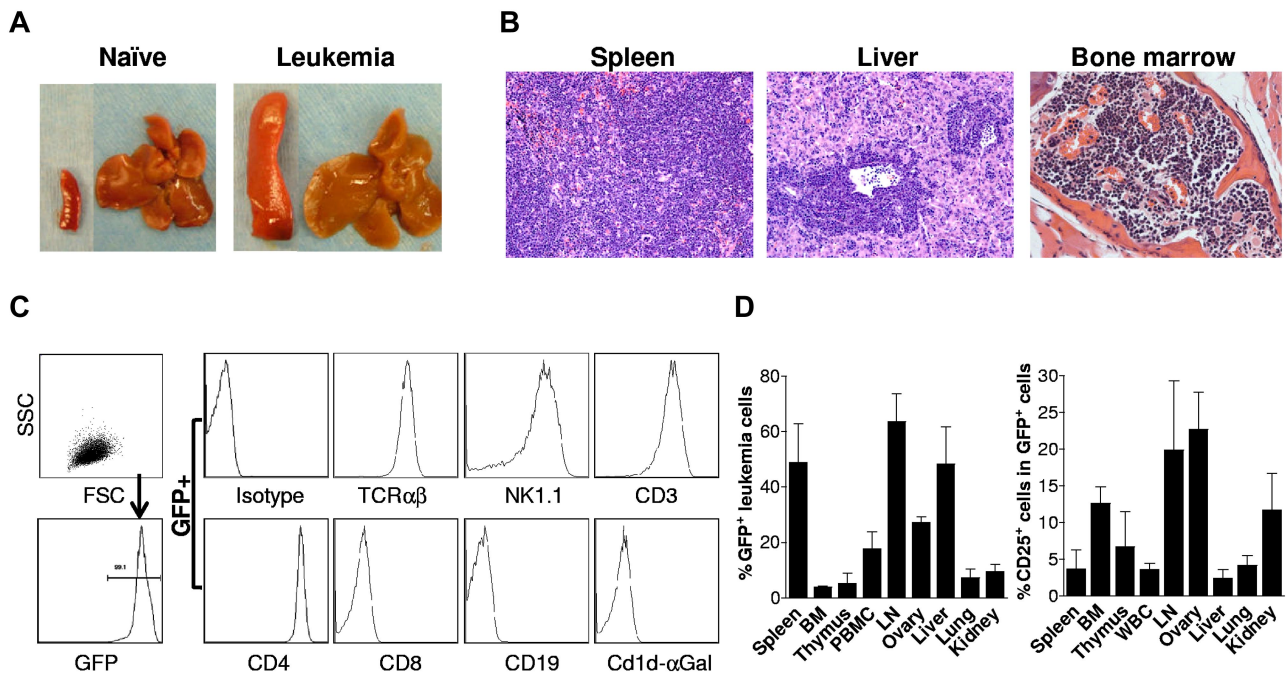 A
Naïve
Leukemia
B
Spleen
Liver
Bone marrow
C
SSC
FSC
99.1
GFP
GFP+
Isotype
TCRαβ
NK1.1
CD3
CD4
CD8
CD19
Cd1d-αGal
D
%GFP⁺ leukemia cells
80
60
40
20
0
Spleen
BM
Thymus
PBMC
LN
Ovary
Liver
Lung
Kidney
%CD25⁺ cells in GFP⁺ cells
30
25
20
15
10
5
0
Spleen
BM
Thymus
WBC
LN
Ovary
Liver
Lung
Kidney